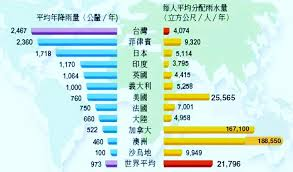 平均年降雨量（公釐／年）
每人平均分配雨水量
（立方公尺／人／年）
2,467 台灣 4,074
2,360 菲律賓 9,320
1,718 日本 5,114
1,170 印度 3,795
1,064 英國 4,415
1,000 義大利 5,258
760 美國 25,565
750 法國 5,040
660 大陸 4,958
522 加拿大 167,100
460 澳洲 188,550
100 沙烏地 9,949
973 世界平均 21,796